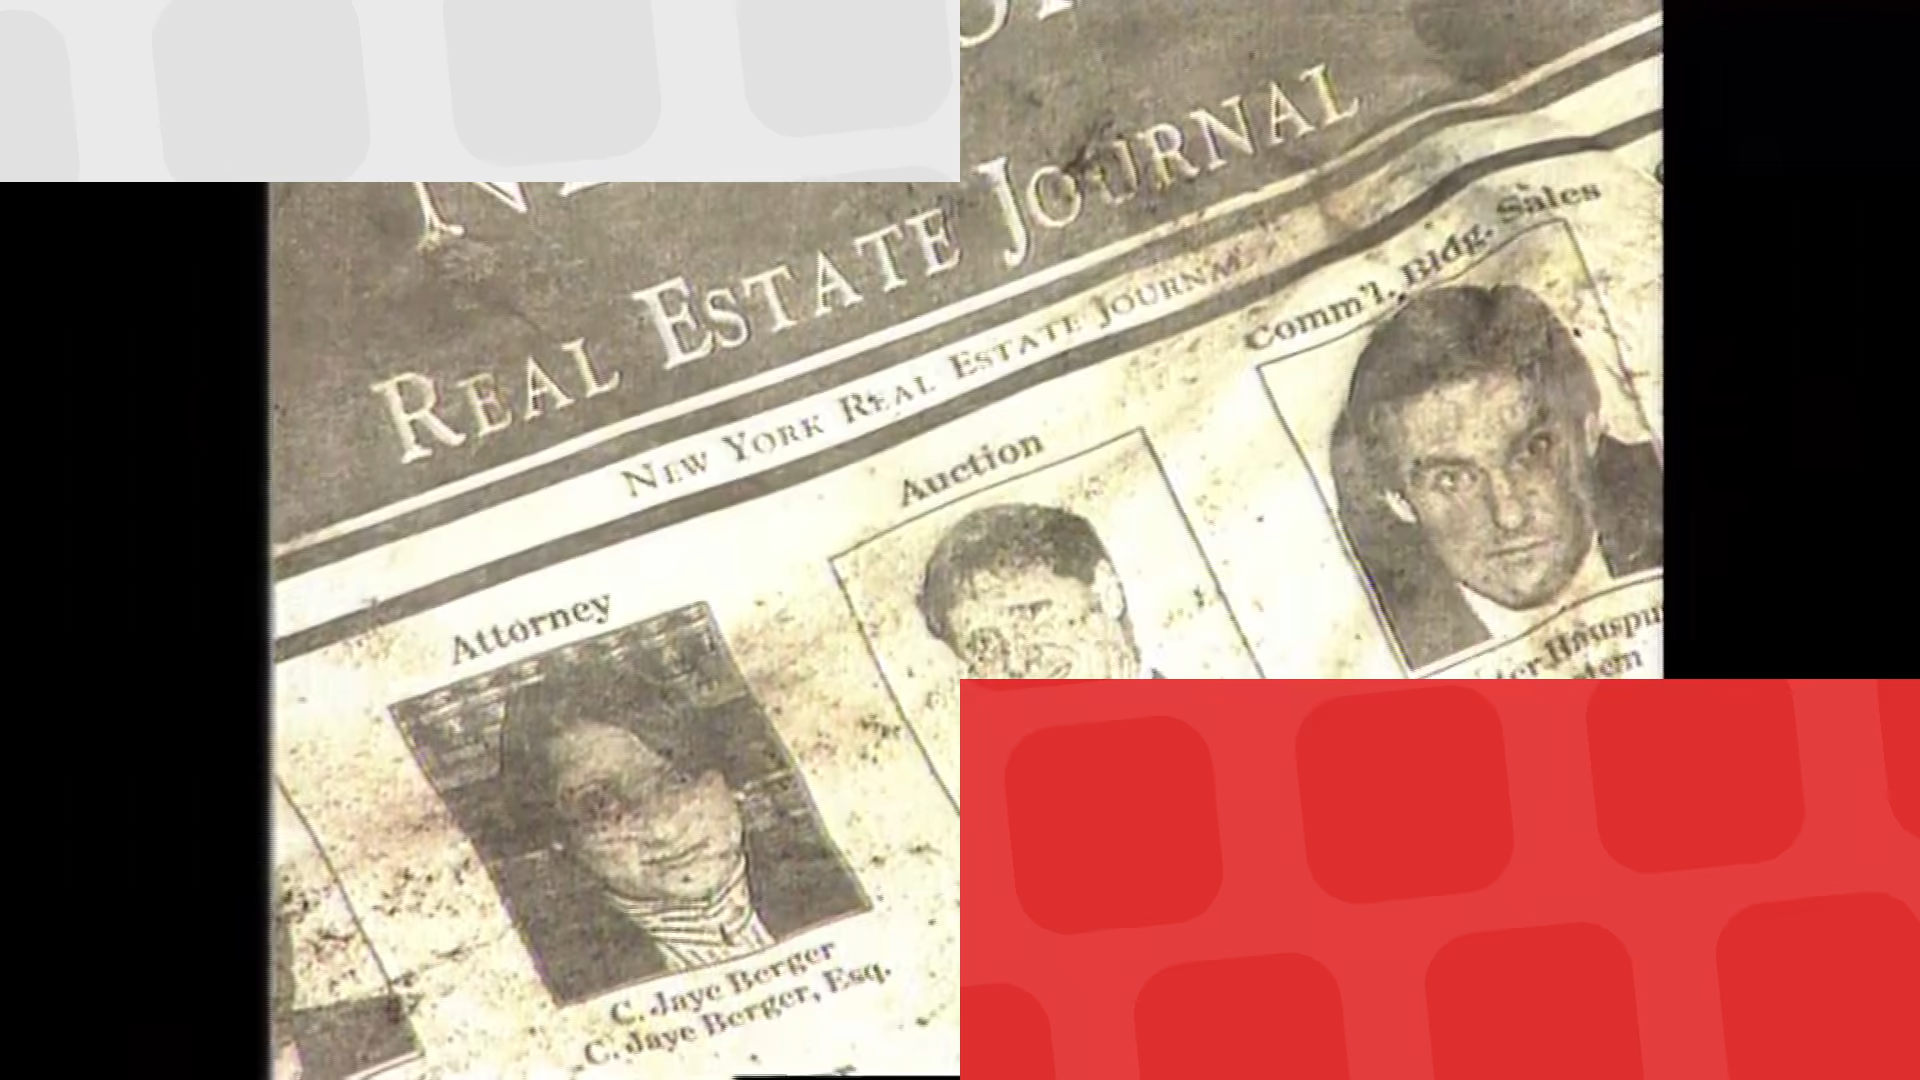 REAL ESTATE JOURNAL
NEW YORK REAL ESTATE JOURNAL
Attorney
Auction
Comm'l. Bldg. Sales
C. Jaye Berger
C. Jaye Berger, Esq.